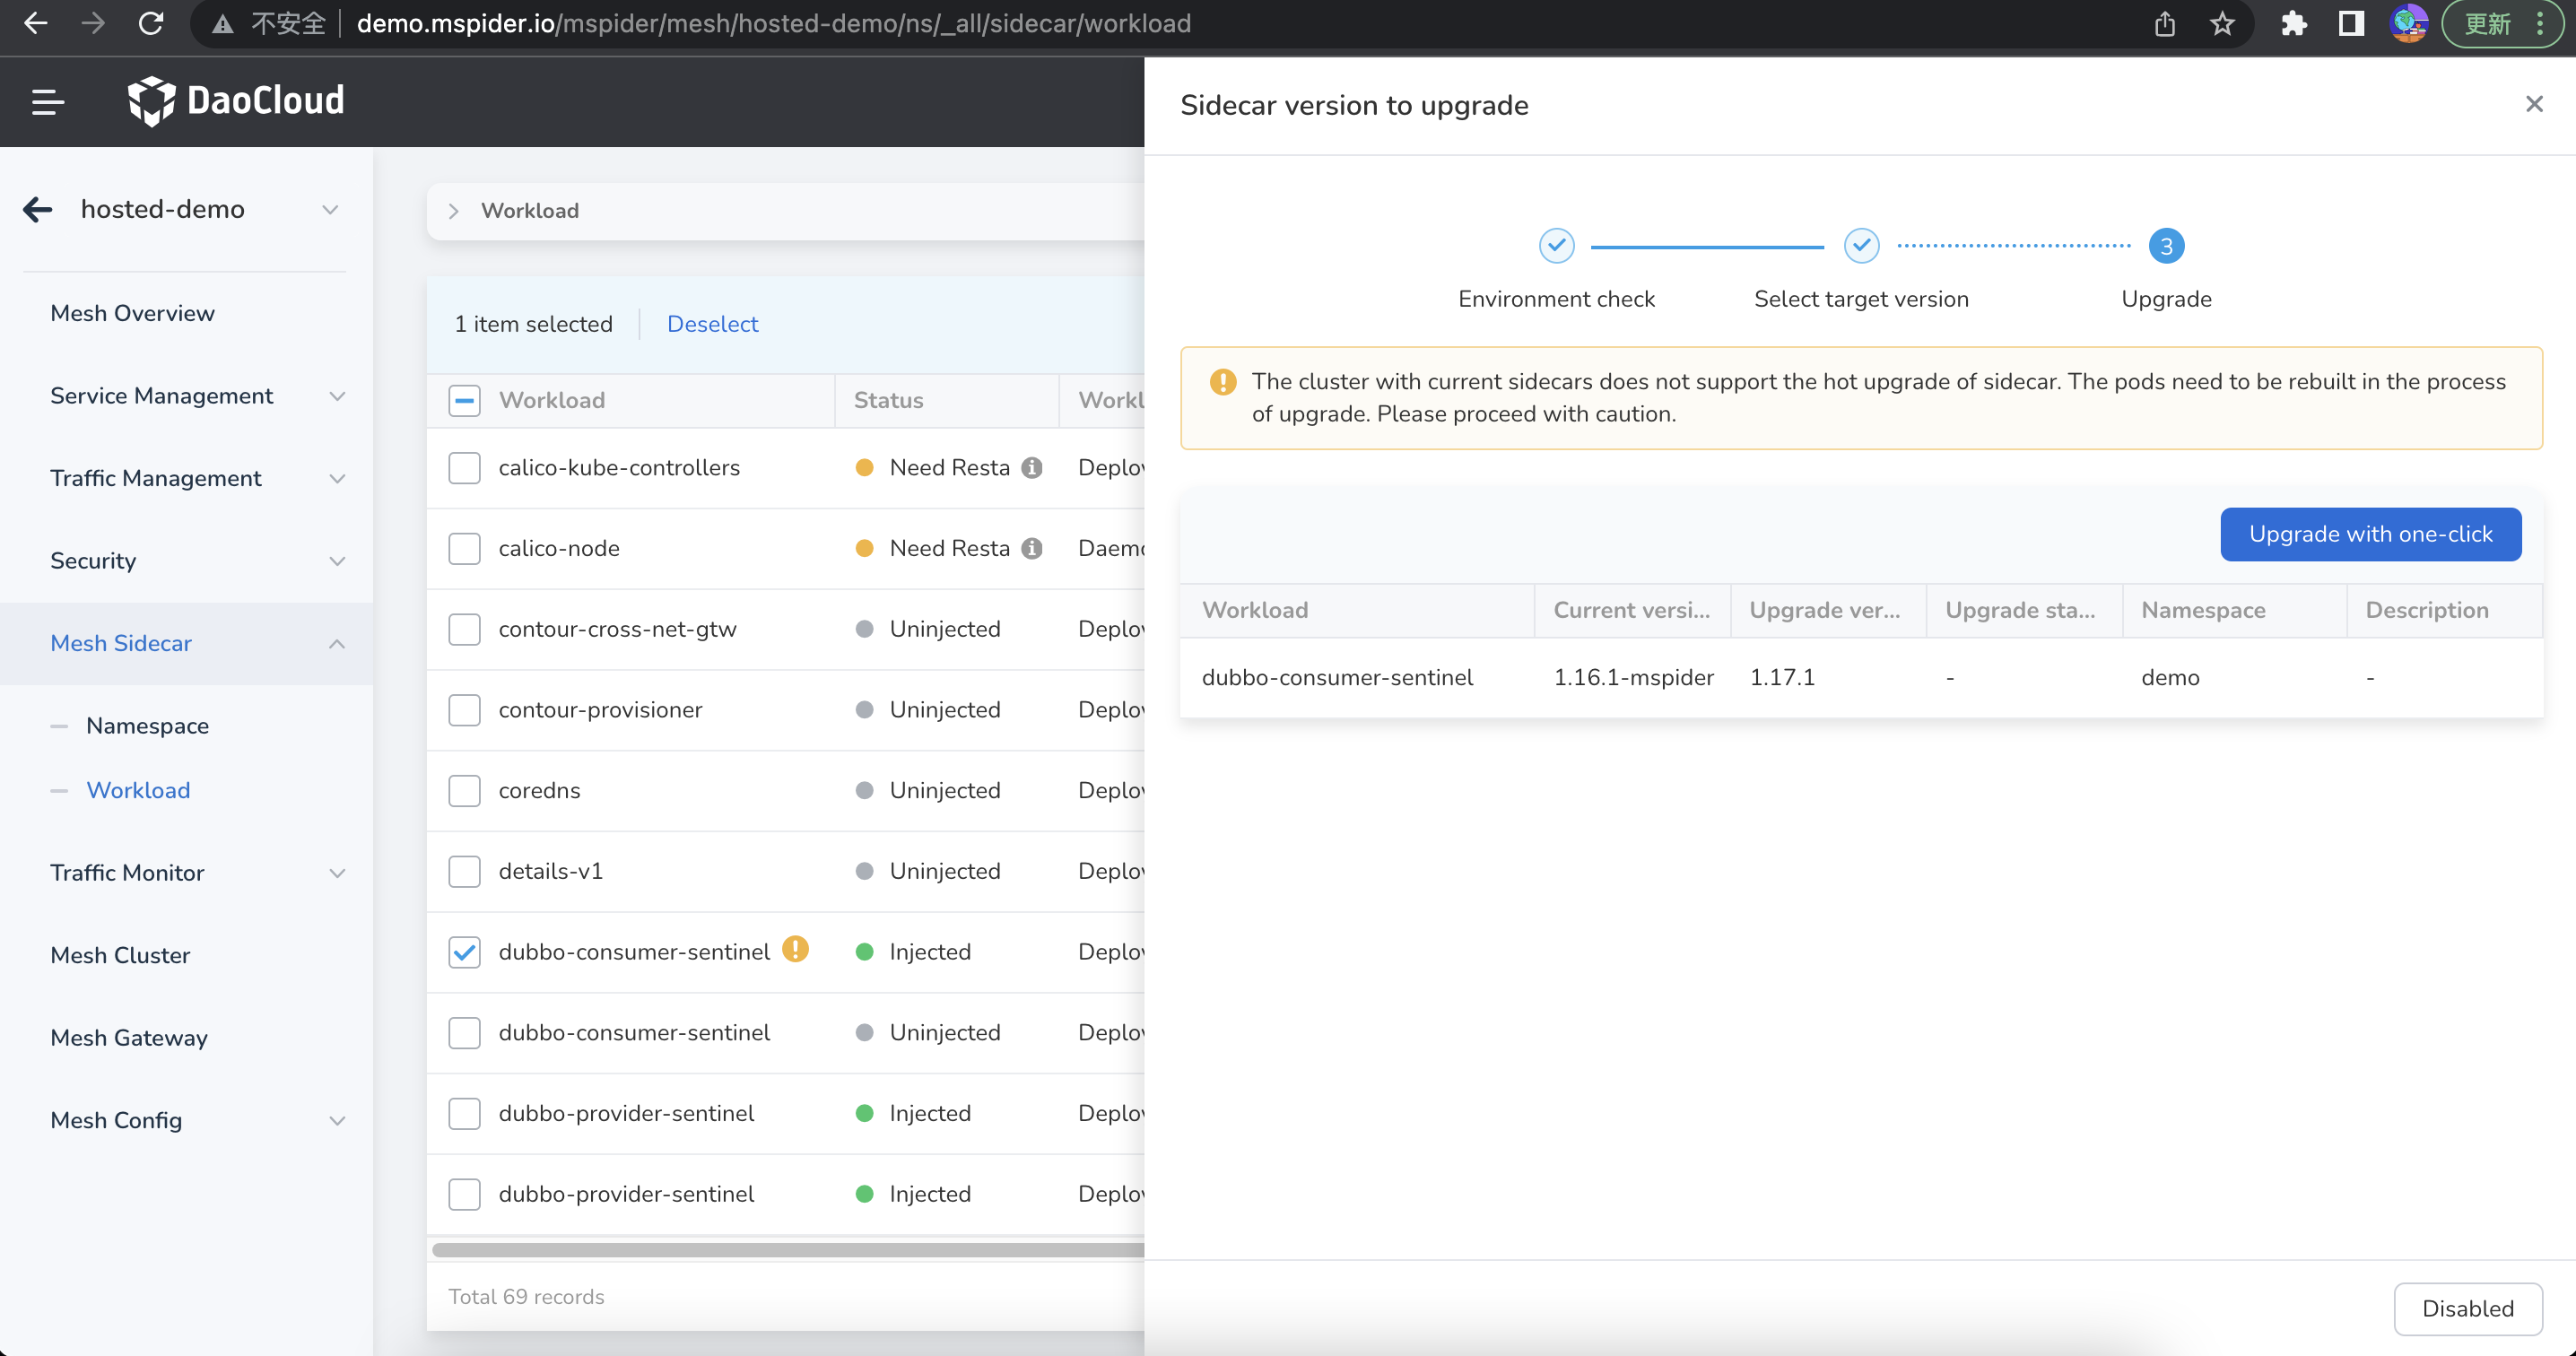 不安全 demo.mspider.io/mspider/mesh/hosted-demo/ns/_all/sidecar/workload 更新
DaoCloud
hosted-demo
Mesh Overview
Service Management
Traffic Management
Security
Mesh Sidecar
Namespace
Workload
Traffic Monitor
Mesh Cluster
Mesh Gateway
Mesh Config
Workload
1 item selected Deselect
Workload Status Workl
calico-kube-controllers Need Resta Deplo
calico-node Need Resta Daem
contour-cross-net-gtw Uninjected Deplo
contour-provisioner Uninjected Deplo
coredns Uninjected Deplo
details-v1 Uninjected Deplo
dubbo-consumer-sentinel Injected Deplo
dubbo-consumer-sentinel Uninjected Deplo
dubbo-provider-sentinel Injected Deplo
dubbo-provider-sentinel Injected Deplo
Total 69 records
Sidecar version to upgrade
3
Environment check Select target version Upgrade
The cluster with current sidecars does not support the hot upgrade of sidecar. The pods need to be rebuilt in the process
of upgrade. Please proceed with caution.
Upgrade with one-click
Workload Current versi... Upgrade ver... Upgrade sta... Namespace Description
dubbo-consumer-sentinel 1.16.1-mspider 1.17.1 - demo -
Disabled